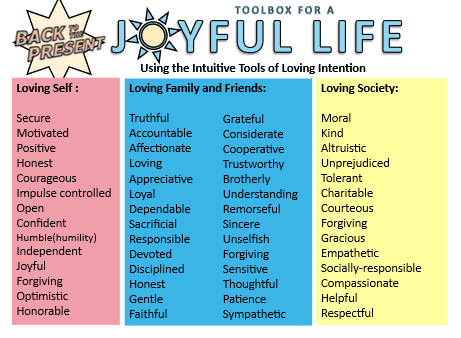 BACK
TO THE
PRESENT
TOOLBOX FOR A
JOYFUL LIFE
Using the Intuitive Tools of Loving Intention
Loving Self :
Secure
Motivated
Positive
Honest
Courageous
Impulse controlled
Open
Confident
Humble(humility)
Independent
Joyful
Forgiving
Optimistic
Honorable
Loving Family and Friends:
Truthful
Accountable
Affectionate
Loving
Appreciative
Loyal
Dependable
Sacrificial
Responsible
Devoted
Disciplined
Honest
Gentle
Faithful
Grateful
Considerate
Cooperative
Trustworthy
Brotherly
Understanding
Remorseful
Sincere
Unselfish
Forgiving
Sensitive
Thoughtful
Patience
Sympathetic
Loving Society:
Moral
Kind
Altruistic
Unprejudiced
Tolerant
Charitable
Courteous
Forgiving
Gracious
Empathetic
Socially-responsible
Compassionate
Helpful
Respectful